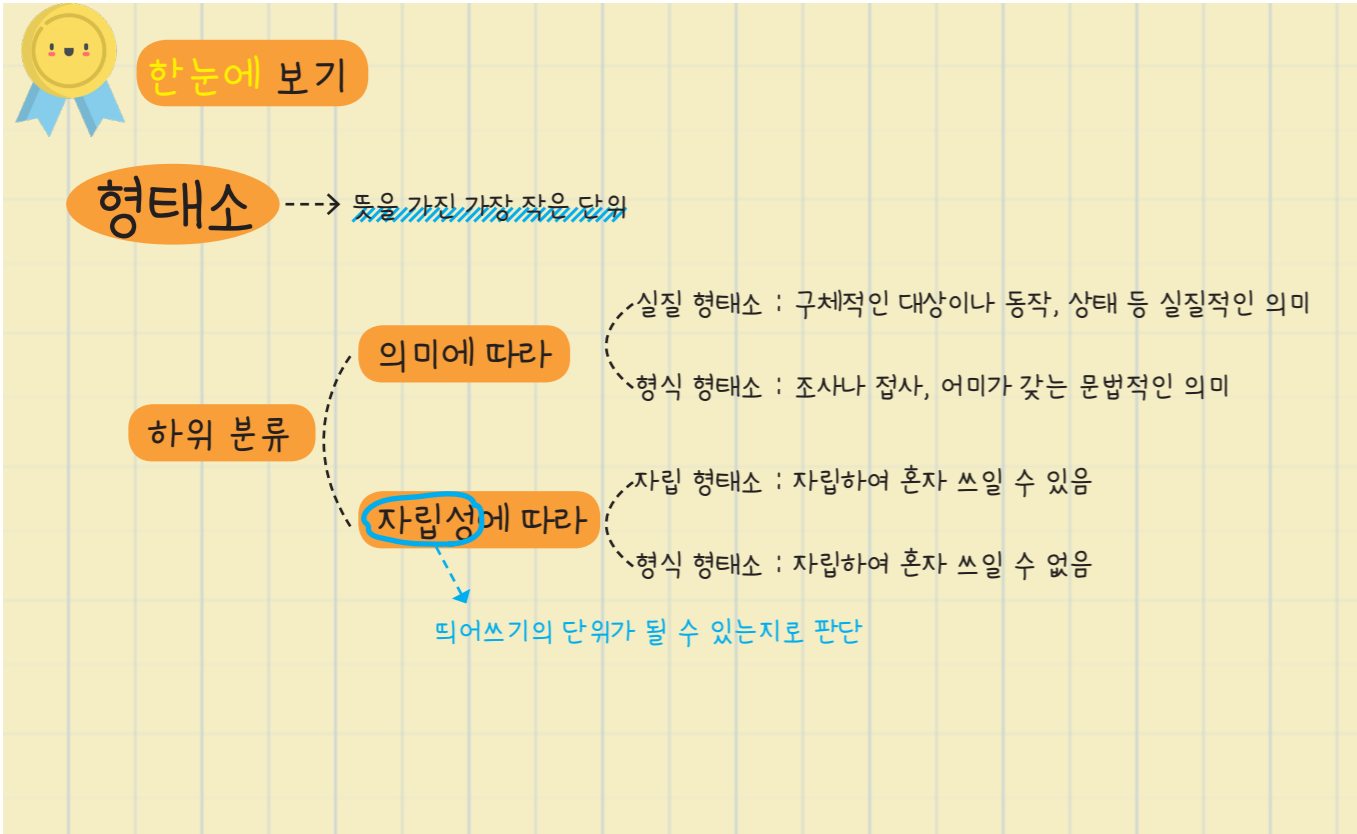 한눈에 보기
형태소
뜻을 가진 가장 작은 단위
실질 형태소 : 구체적인 대상이나 동작, 상태 등 실질적인 의미
의미에 따라
형식 형태소 : 조사나 접사, 어미가 갖는 문법적인 의미
하위 분류
자립 형태소 : 자립하여 혼자 쓰일 수 있음
자립성에 따라
형식 형태소 : 자립하여 혼자 쓰일 수 없음
띄어쓰기의 단위가 될 수 있는지로 판단